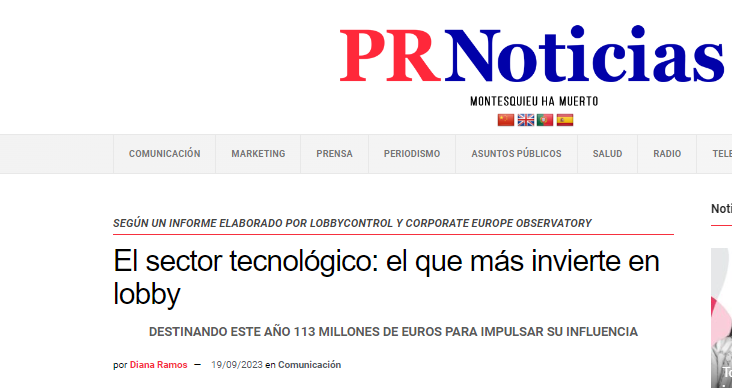 PRNoticias
MONTESQUIEU HA MUERTO
COMUNICACIÓN MARKETING PRENSA PERIODISMO ASUNTOS PÚBLICOS SALUD RADIO TELE
Noti
SEGÚN UN INFORME ELABORADO POR LOBBYCONTROL Y CORPORATE EUROPE OBSERVATORY
El sector tecnológico: el que más invierte en
lobby
DESTINANDO ESTE AÑO 113 MILLONES DE EUROS PARA IMPULSAR SU INFLUENCIA
por Diana Ramos — 19/09/2023 en Comunicación